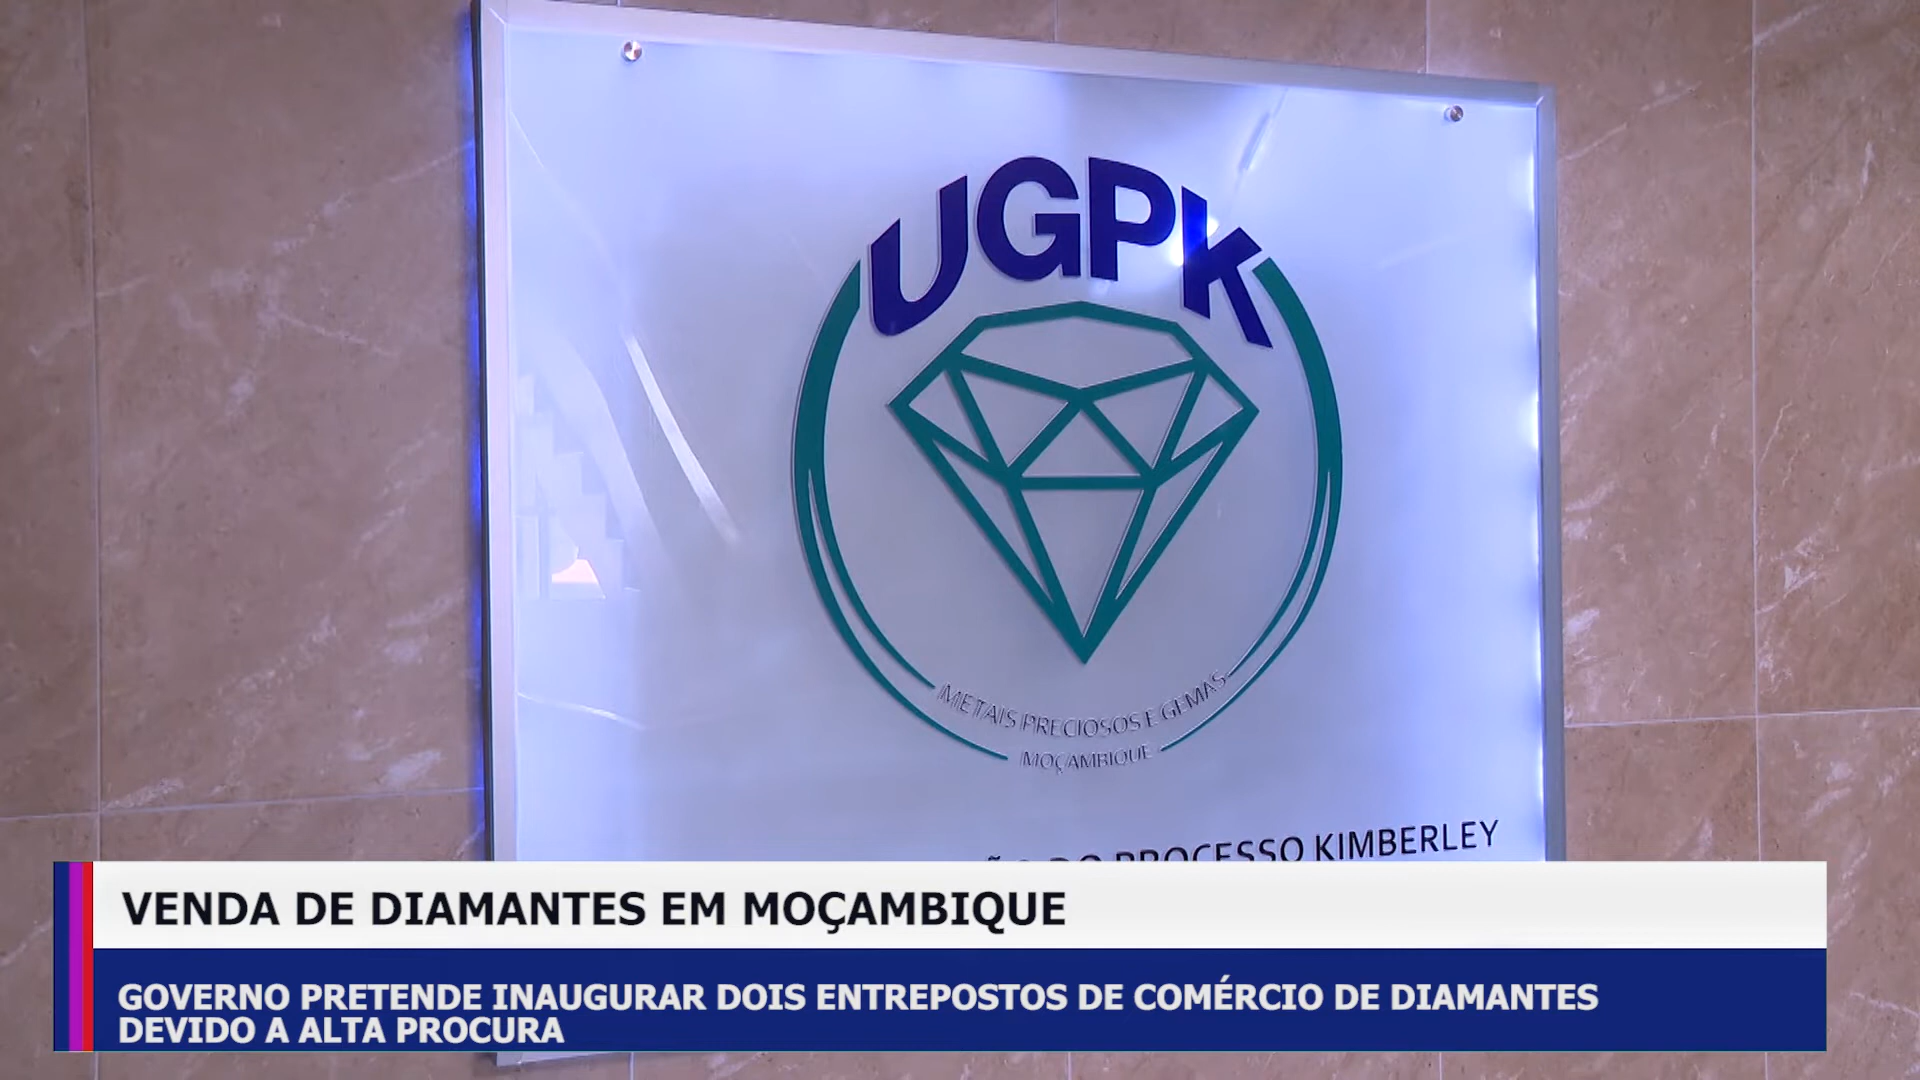 UGPK
METAIS PRECIOSOS E GEMAS
MOÇAMBIQUE
DO PROCESSO KIMBERLEY
VENDA DE DIAMANTES EM MOÇAMBIQUE
GOVERNO PRETENDE INAUGURAR DOIS ENTREPOSTOS DE COMÉRCIO DE DIAMANTES
DEVIDO A ALTA PROCURA